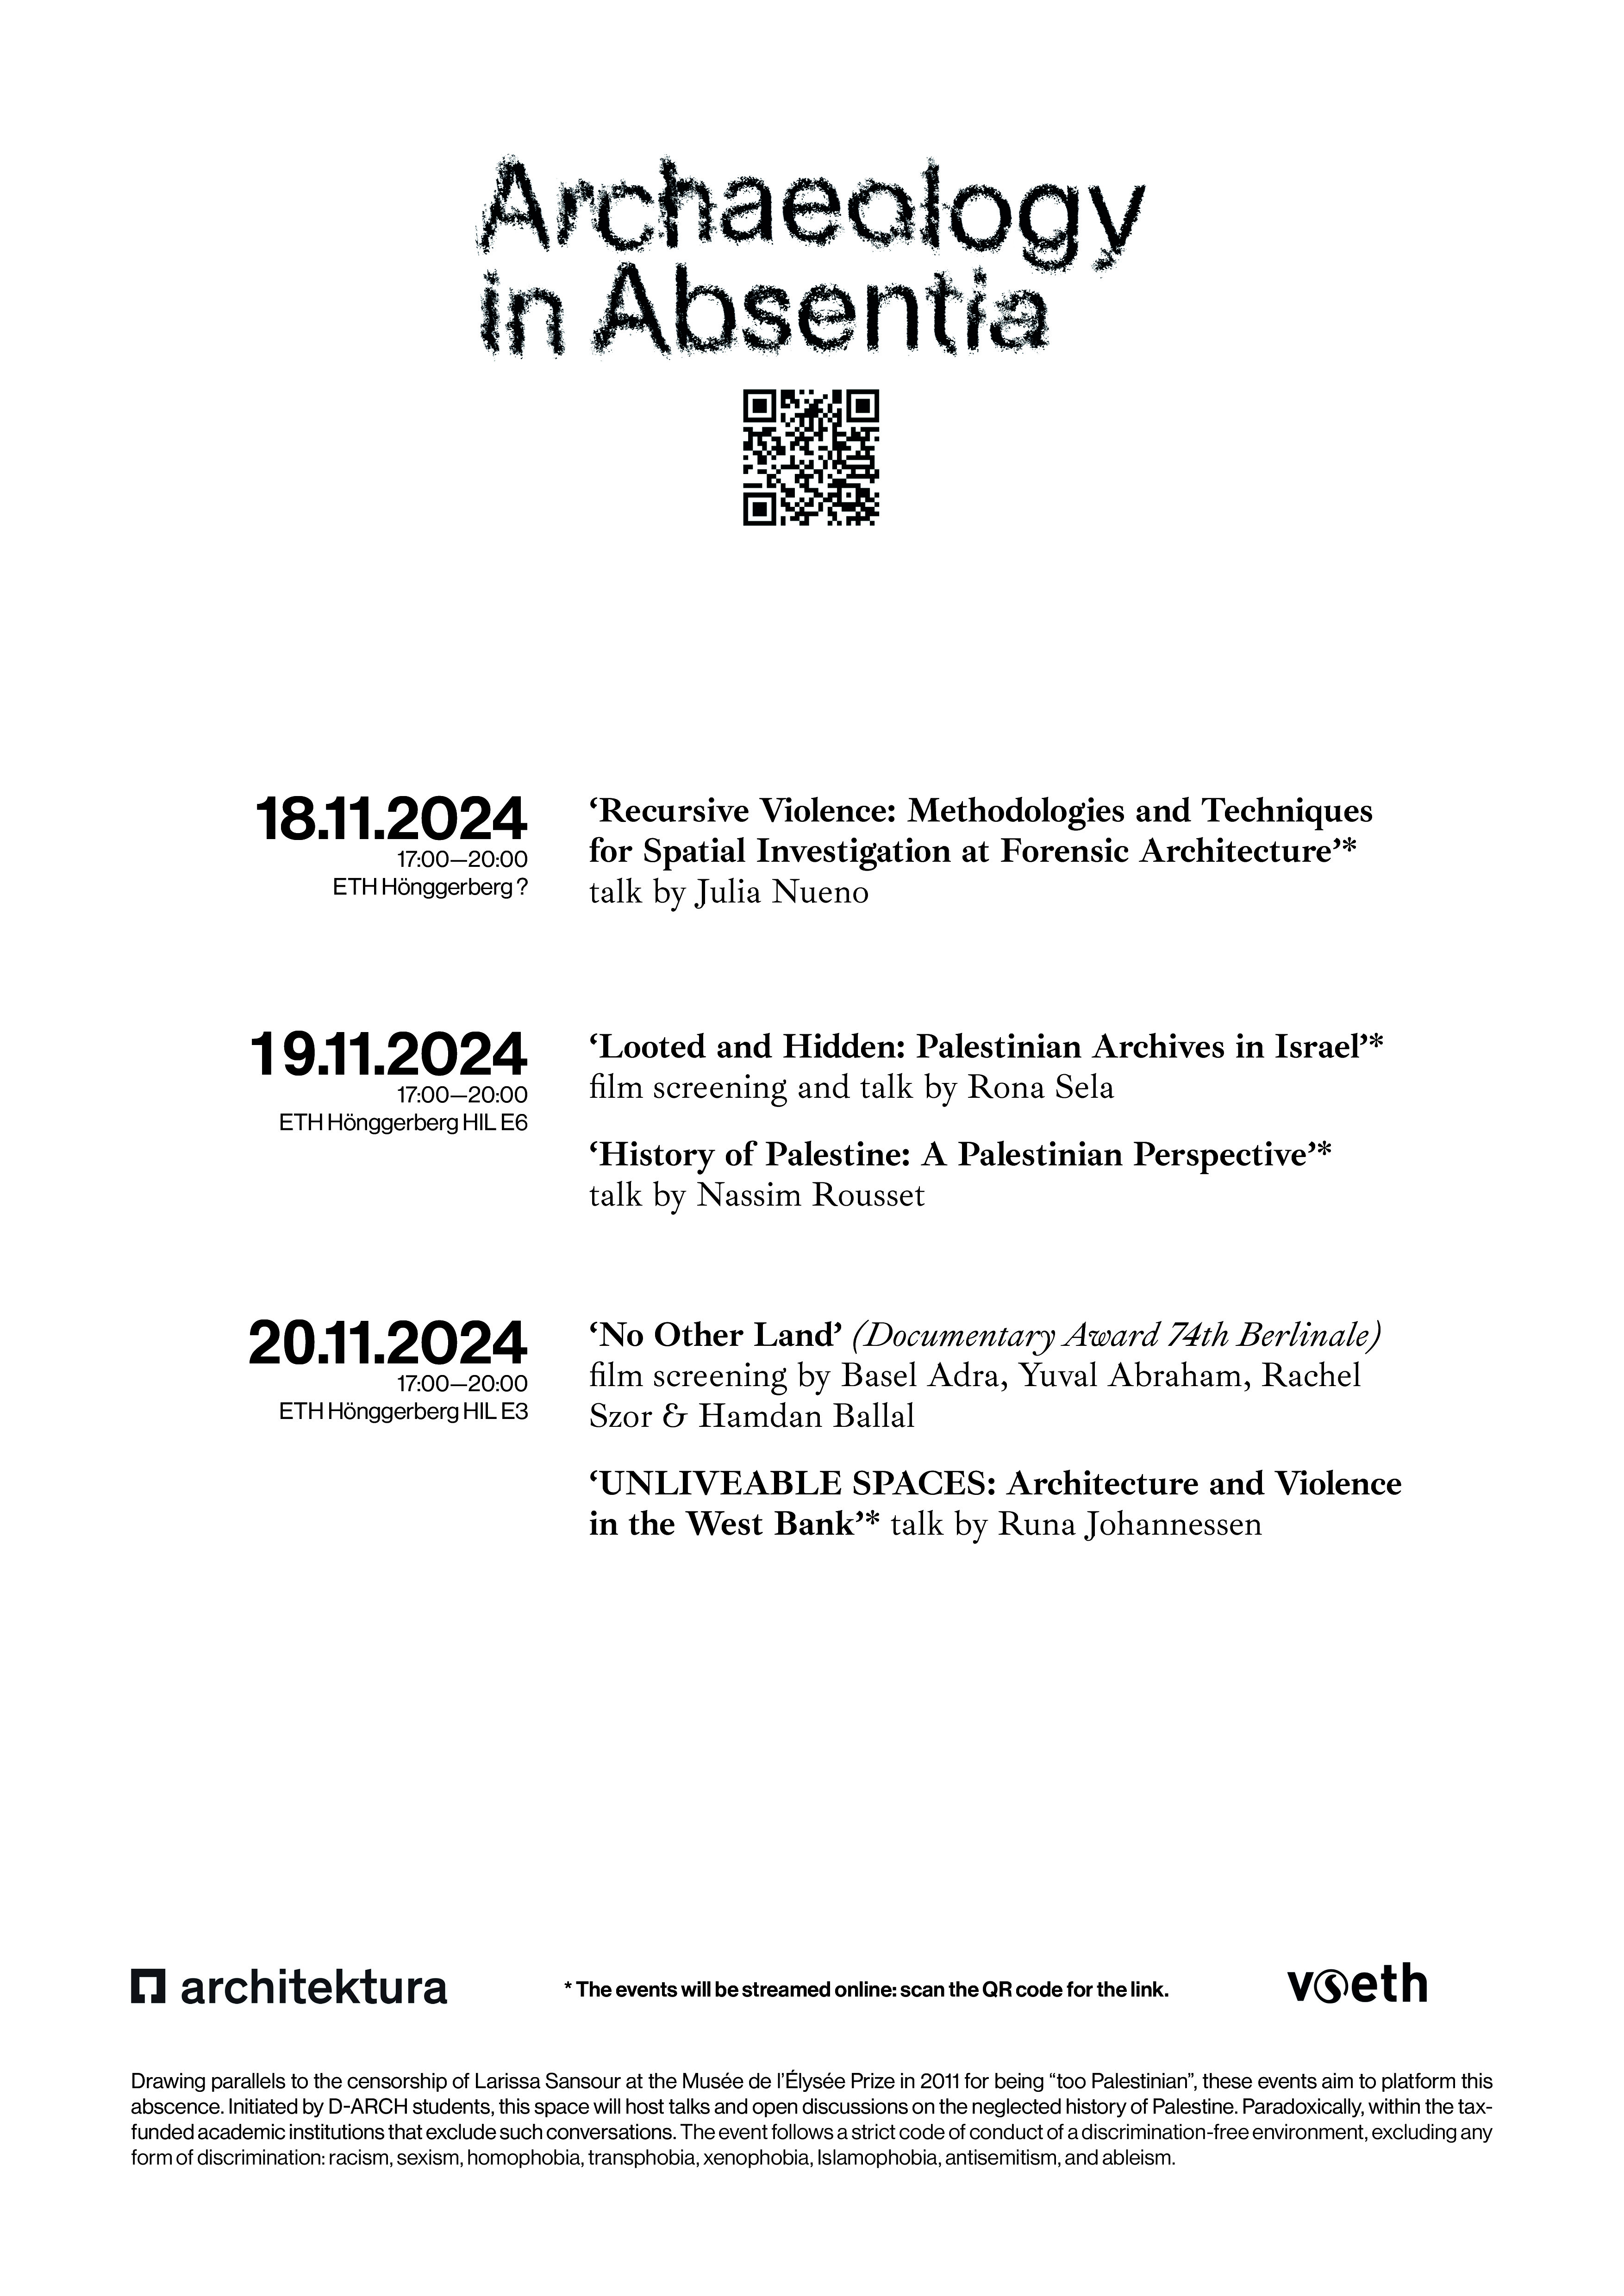 Archaeology
in Absentia
18.11.2024
17:00—20:00
ETH Hönggerberg ?
‘Recursive Violence: Methodologies and Techniques
for Spatial Investigation at Forensic Architecture’*
talk by Julia Nueno
19.11.2024
17:00—20:00
ETH Hönggerberg HIL E6
‘Looted and Hidden: Palestinian Archives in Israel’*
film screening and talk by Rona Sela
‘History of Palestine: A Palestinian Perspective’*
talk by Nassim Rousset
20.11.2024
17:00—20:00
ETH Hönggerberg HIL E3
‘No Other Land’ (Documentary Award 74th Berlinale)
film screening by Basel Adra, Yuval Abraham, Rachel
Szor & Hamdan Ballal
‘UNLIVEABLE SPACES: Architecture and Violence
in the West Bank’* talk by Runa Johannessen
architektura
* The events will be streamed online: scan the QR code for the link.
vseth
Drawing parallels to the censorship of Larissa Sansour at the Musée de l’Élysée Prize in 2011 for being “too Palestinian”, these events aim to platform this
abscence. Initiated by D-ARCH students, this space will host talks and open discussions on the neglected history of Palestine. Paradoxically, within the tax-
funded academic institutions that exclude such conversations. The event follows a strict code of conduct of a discrimination-free environment, excluding any
form of discrimination: racism, sexism, homophobia, transphobia, xenophobia, Islamophobia, antisemitism, and ableism.